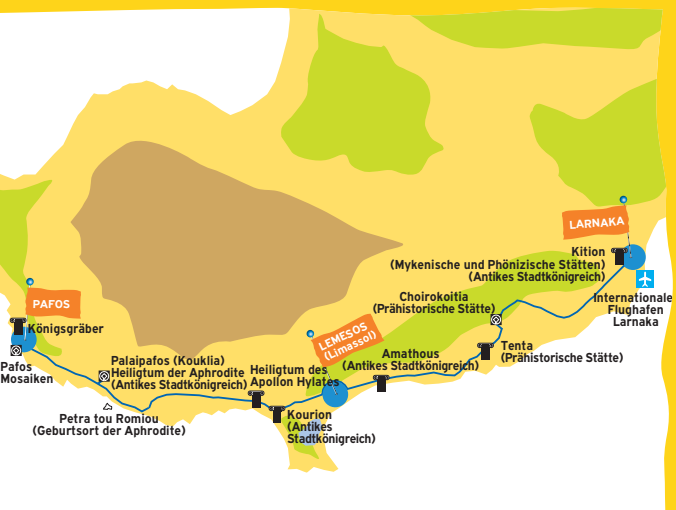 LARNAKA
Kition
(Mykenische und Phönizische Stätten)
(Antikes Stadtkönigreich)
Internationale
Flughafen
Larnaka
Choirokoitia
(Prähistorische Stätte)
Tenta
(Prähistorische Stätte)
LEMESOS
(Limassol)
Amathous
(Antikes Stadtkönigreich)
PAFOS
Königsgräber
Pafos
Mosaiken
Palaipafos (Kouklia)
Heiligtum der Aphrodite
(Antikes Stadtkönigreich)
Heiligtum des
Apollon Hylates
Petra tou Romiou
(Geburtsort der Aphrodite)
Kourion
(Antikes
Stadtkönigreich)